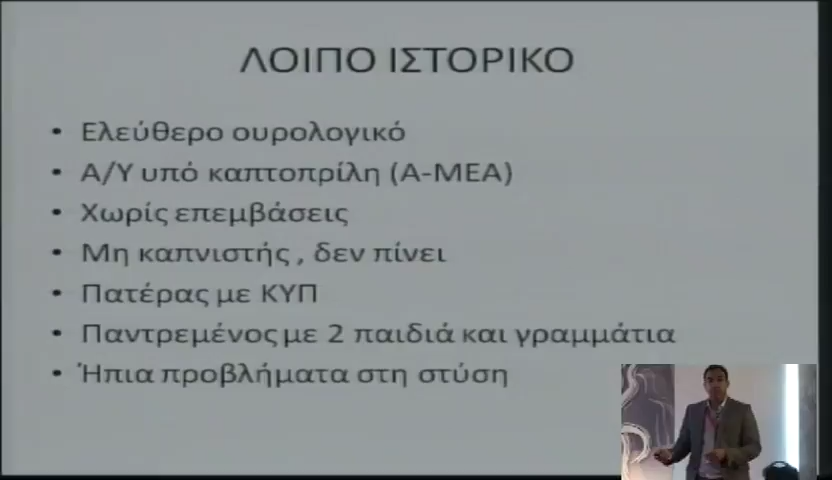 ΛΟΙΠΟ ΙΣΤΟΡΙΚΟ
• Ελεύθερο ουρολογικό
• Α/Υ υπό καπτοπρίλη (Α-ΜΕΑ)
• Χωρίς επεμβάσεις
• Μη καπνιστής , δεν πίνει
• Πατέρας με ΚΥΠ
• Παντρεμένος με 2 παιδιά και γραμμάτια
• Ήπια προβλήματα στη στύση